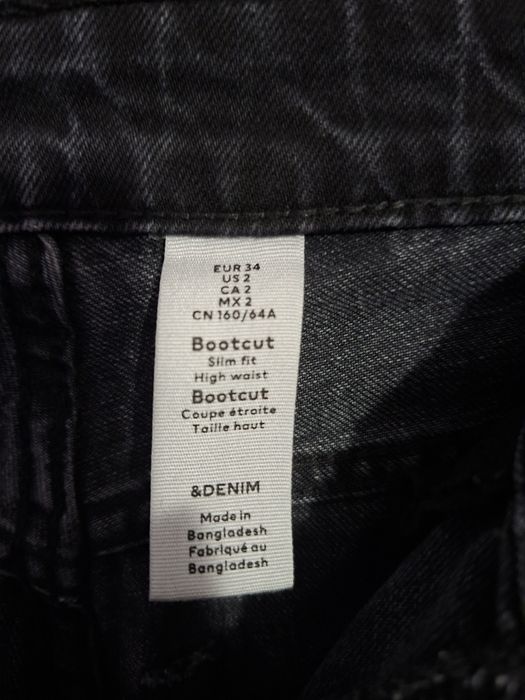 EUR 34
US 2
CA 2
MX 2
CN 160/64A
Bootcut
Slim fit
High waist
Bootcut
Coupe étroite
Taille haut
&DENIM
Made in
Bangladesh
Fabriqué au
Bangladesh